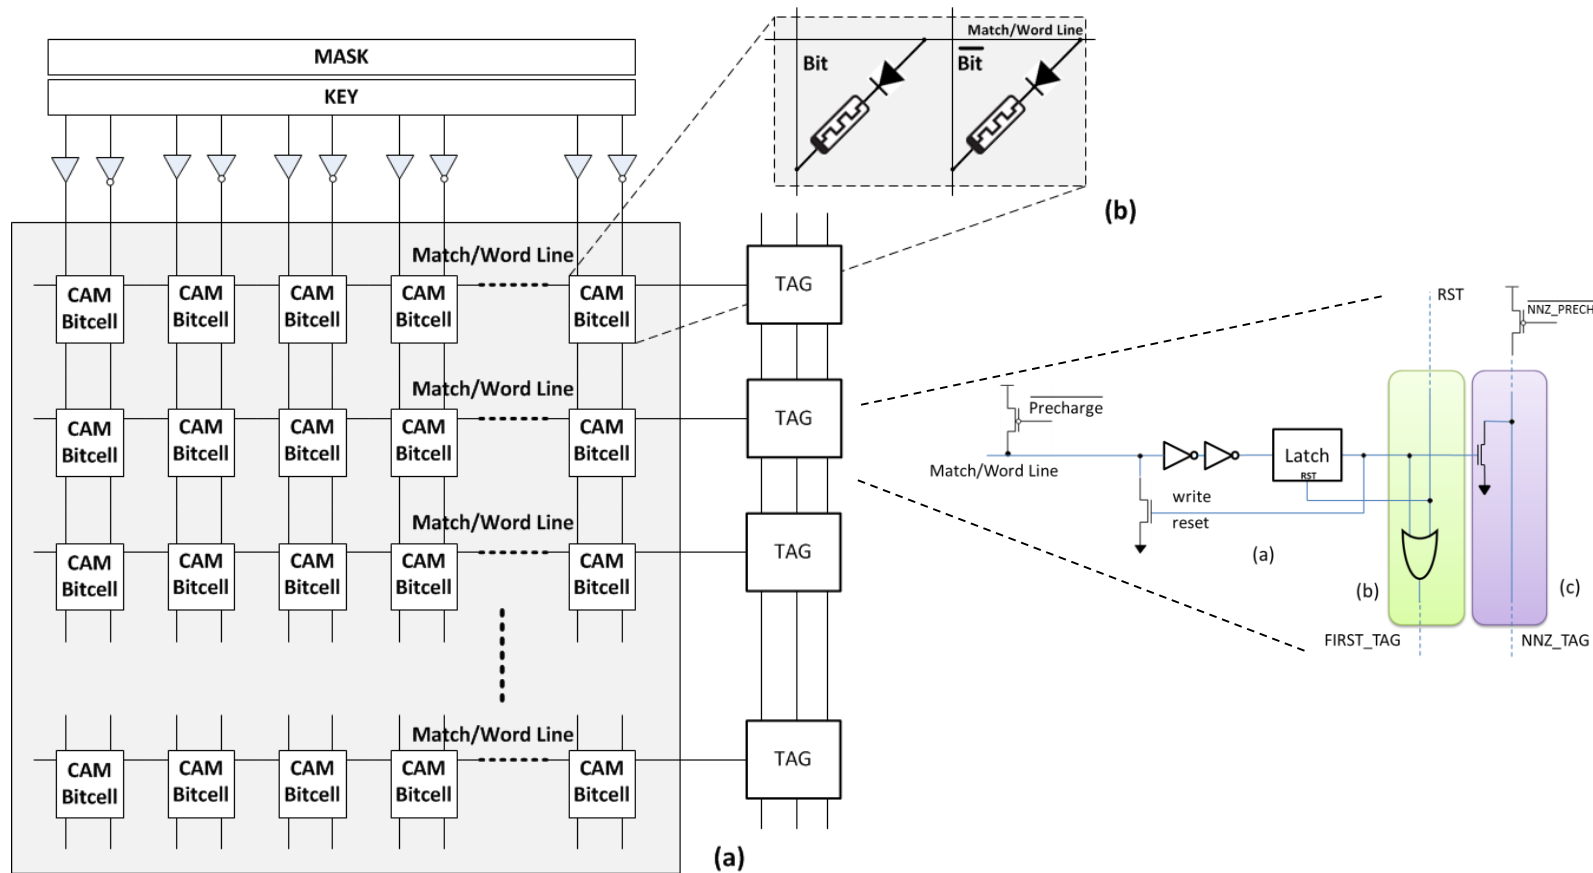 MASK
KEY
Match/Word Line
Bit
Bit
(b)
Match/Word Line
CAM
Bitcell
CAM
Bitcell
CAM
Bitcell
CAM
Bitcell
CAM
Bitcell
TAG
Match/Word Line
CAM
Bitcell
CAM
Bitcell
CAM
Bitcell
CAM
Bitcell
CAM
Bitcell
TAG
Match/Word Line
CAM
Bitcell
CAM
Bitcell
CAM
Bitcell
CAM
Bitcell
CAM
Bitcell
TAG
Match/Word Line
CAM
Bitcell
CAM
Bitcell
CAM
Bitcell
CAM
Bitcell
CAM
Bitcell
TAG
(a)
RST
NNZ_PRECH
Precharge
Match/Word Line
Latch
RST
write
reset
(a)
(b)
(c)
FIRST_TAG
NNZ_TAG